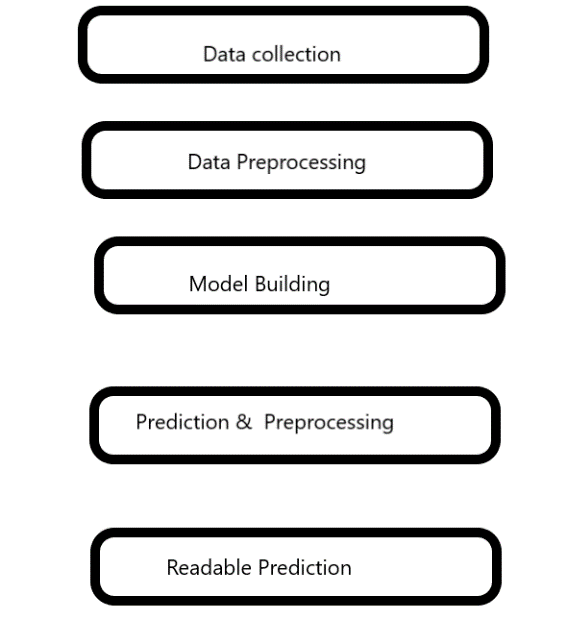 Data collection
Data Preprocessing
Model Building
Prediction &  Preprocessing
Readable Prediction